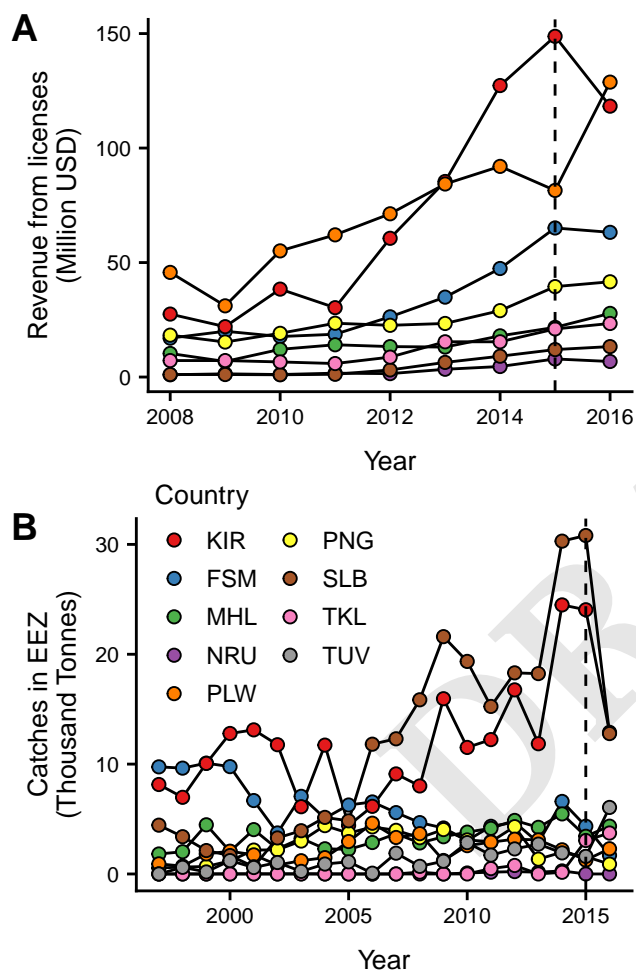 A
Revenue from licenses
(Million USD)
150
100
50
0
2008
2010
2012
2014
2016
Year
B
Catches in EEZ
(Thousand Tonnes)
Country
KIR
PNG
FSM
SLB
MHL
TKL
NRU
TUV
PLW
30
20
10
0
2000
2005
2010
2015
Year